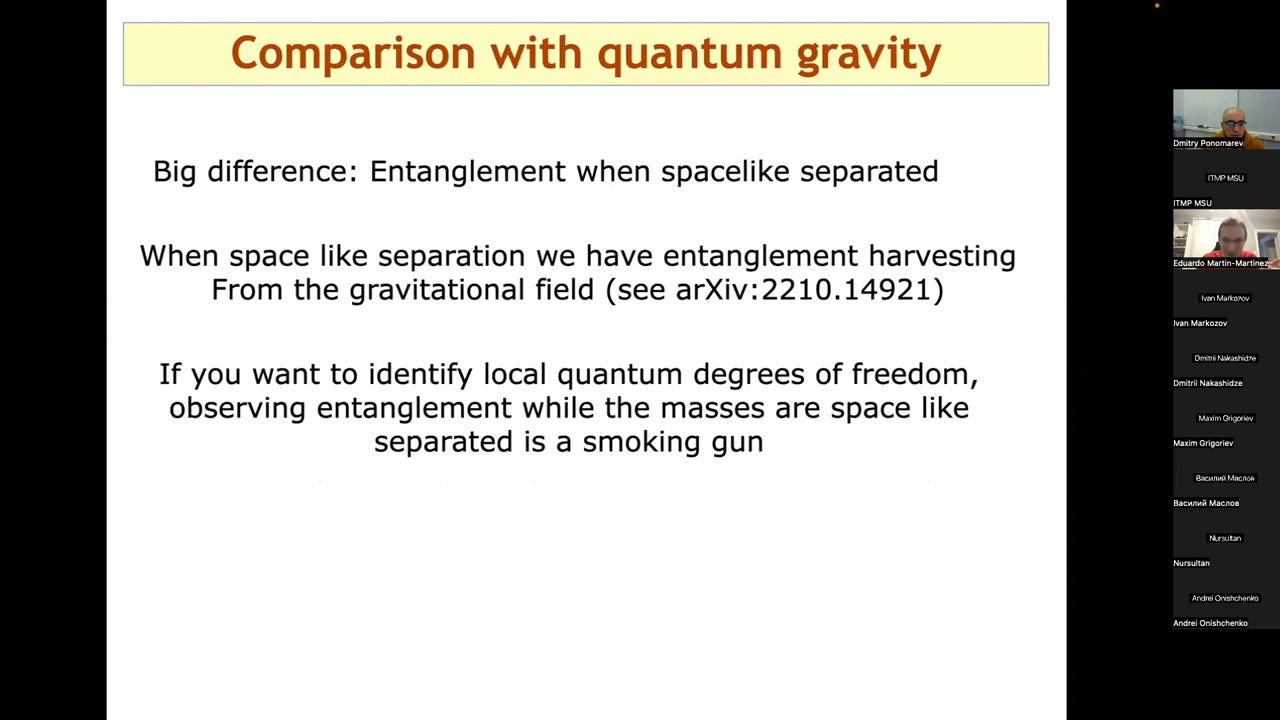 Comparison with quantum gravity
Big difference: Entanglement when spacelike separated
When space like separation we have entanglement harvesting
From the gravitational field (see arXiv:2210.14921)
If you want to identify local quantum degrees of freedom,
observing entanglement while the masses are space like
separated is a smoking gun
Dmitry Ponomarev
ITMP MSU
ITMP MSU
Eduardo Martin-Martinez
Ivan Markozov
Ivan Markozov
Dmitrii Nakashidze
Dmitrii Nakashidze
Maxim Grigoriev
Maxim Grigoriev
Василий Маслов
Василий Маслов
Nursultan
Nursultan
Andrei Onishchenko
Andrei Onishchenko